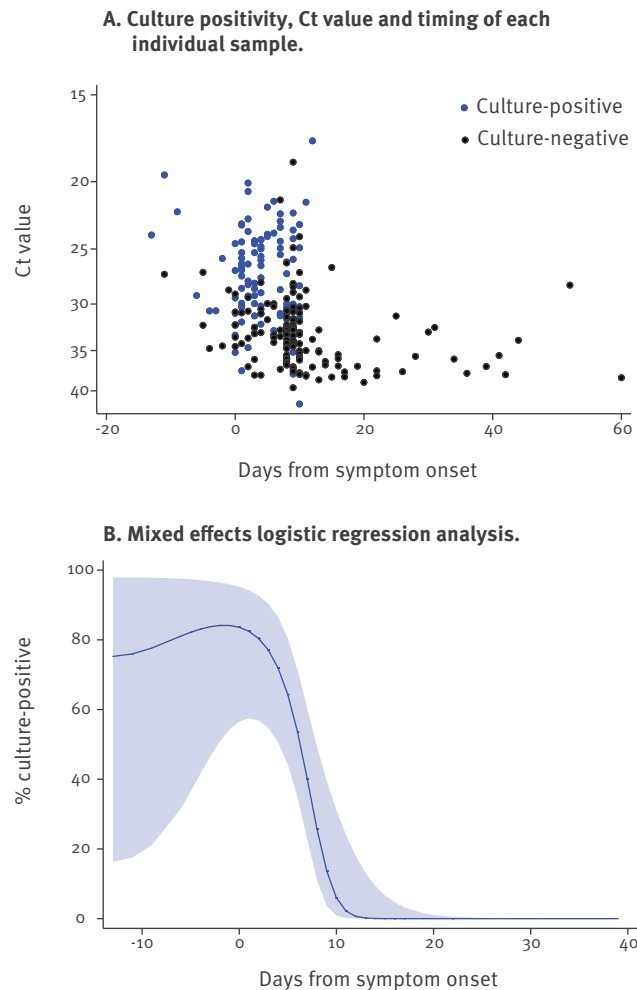 A. Culture positivity, Ct value and timing of each
individual sample.
15
20
25
30
35
40
Ct value
Culture-positive
Culture-negative
-20
0
20
40
60
Days from symptom onset
B. Mixed effects logistic regression analysis.
100
80
60
40
20
0
% culture-positive
-10
0
10
20
30
40
Days from symptom onset